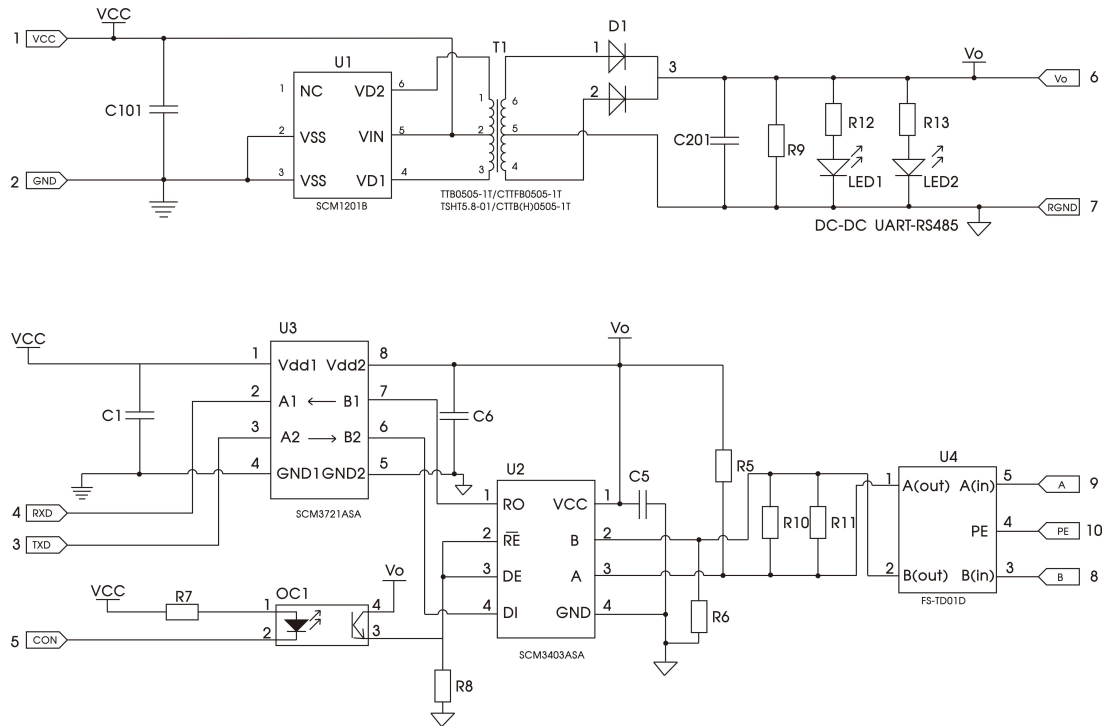 VCC
1 VCC
C101
2 GND
U1
1 NC VD2 6
2 VSS VIN 5
3 VSS VD1 4
SCM1201B
T1
1 6
2 5
3 4
TTB0505-1T/CTTFB0505-1T
TSHT5.8-01/CTTB(H)0505-1T
D1
1
2
3
Vo
Vo 6
C201
R9
R12
R13
LED1
LED2
RGND 7
DC-DC UART-RS485
VCC
C1
U3
1 Vdd1 Vdd2 8
2 A1 ← B1 7
3 A2 → B2 6
4 GND1 GND2 5
SCM3721ASA
C6
4 RXD
3 TXD
Vo
U2
1 RO VCC 1
2 RE B 2
3 DE A 3
4 DI GND 4
SCM3403ASA
C5
R5
R6
R10
R11
U4
1 A(out) A(in) 5
PE 4
2 B(out) B(in) 3
FS-TD01D
A 9
PE 10
B 8
VCC
R7
OC1
1 4
2 3
Vo
5 CON
R8